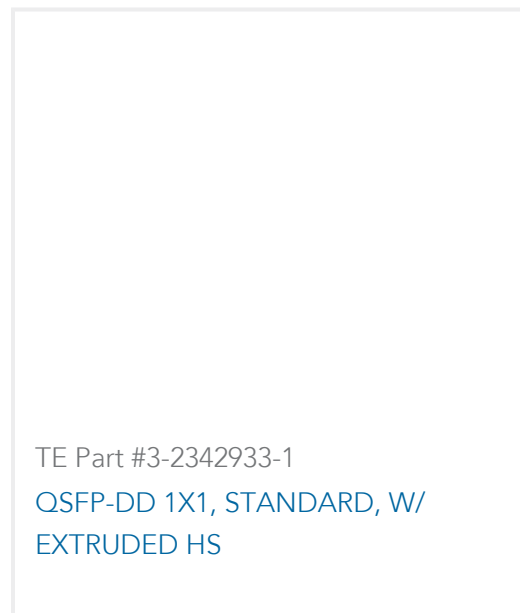 TE Part #3-2342933-1
QSFP-DD 1X1, STANDARD, W/
EXTRUDED HS